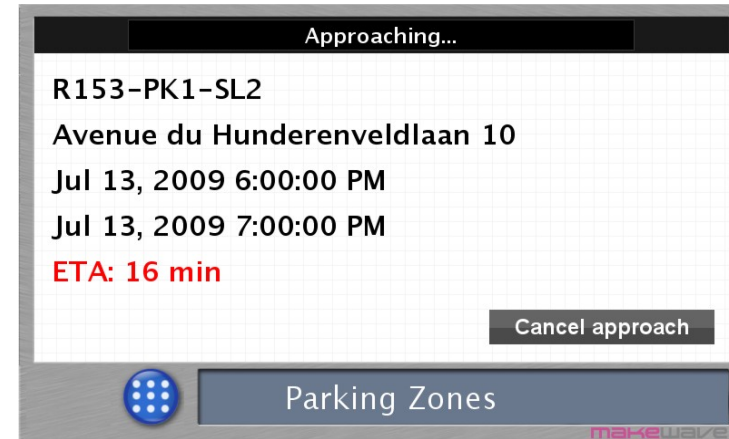 Approaching...
R153-PK1-SL2
Avenue du Hunderenveldlaan 10
Jul 13, 2009 6:00:00 PM
Jul 13, 2009 7:00:00 PM
ETA: 16 min
Cancel approach
Parking Zones
makewave